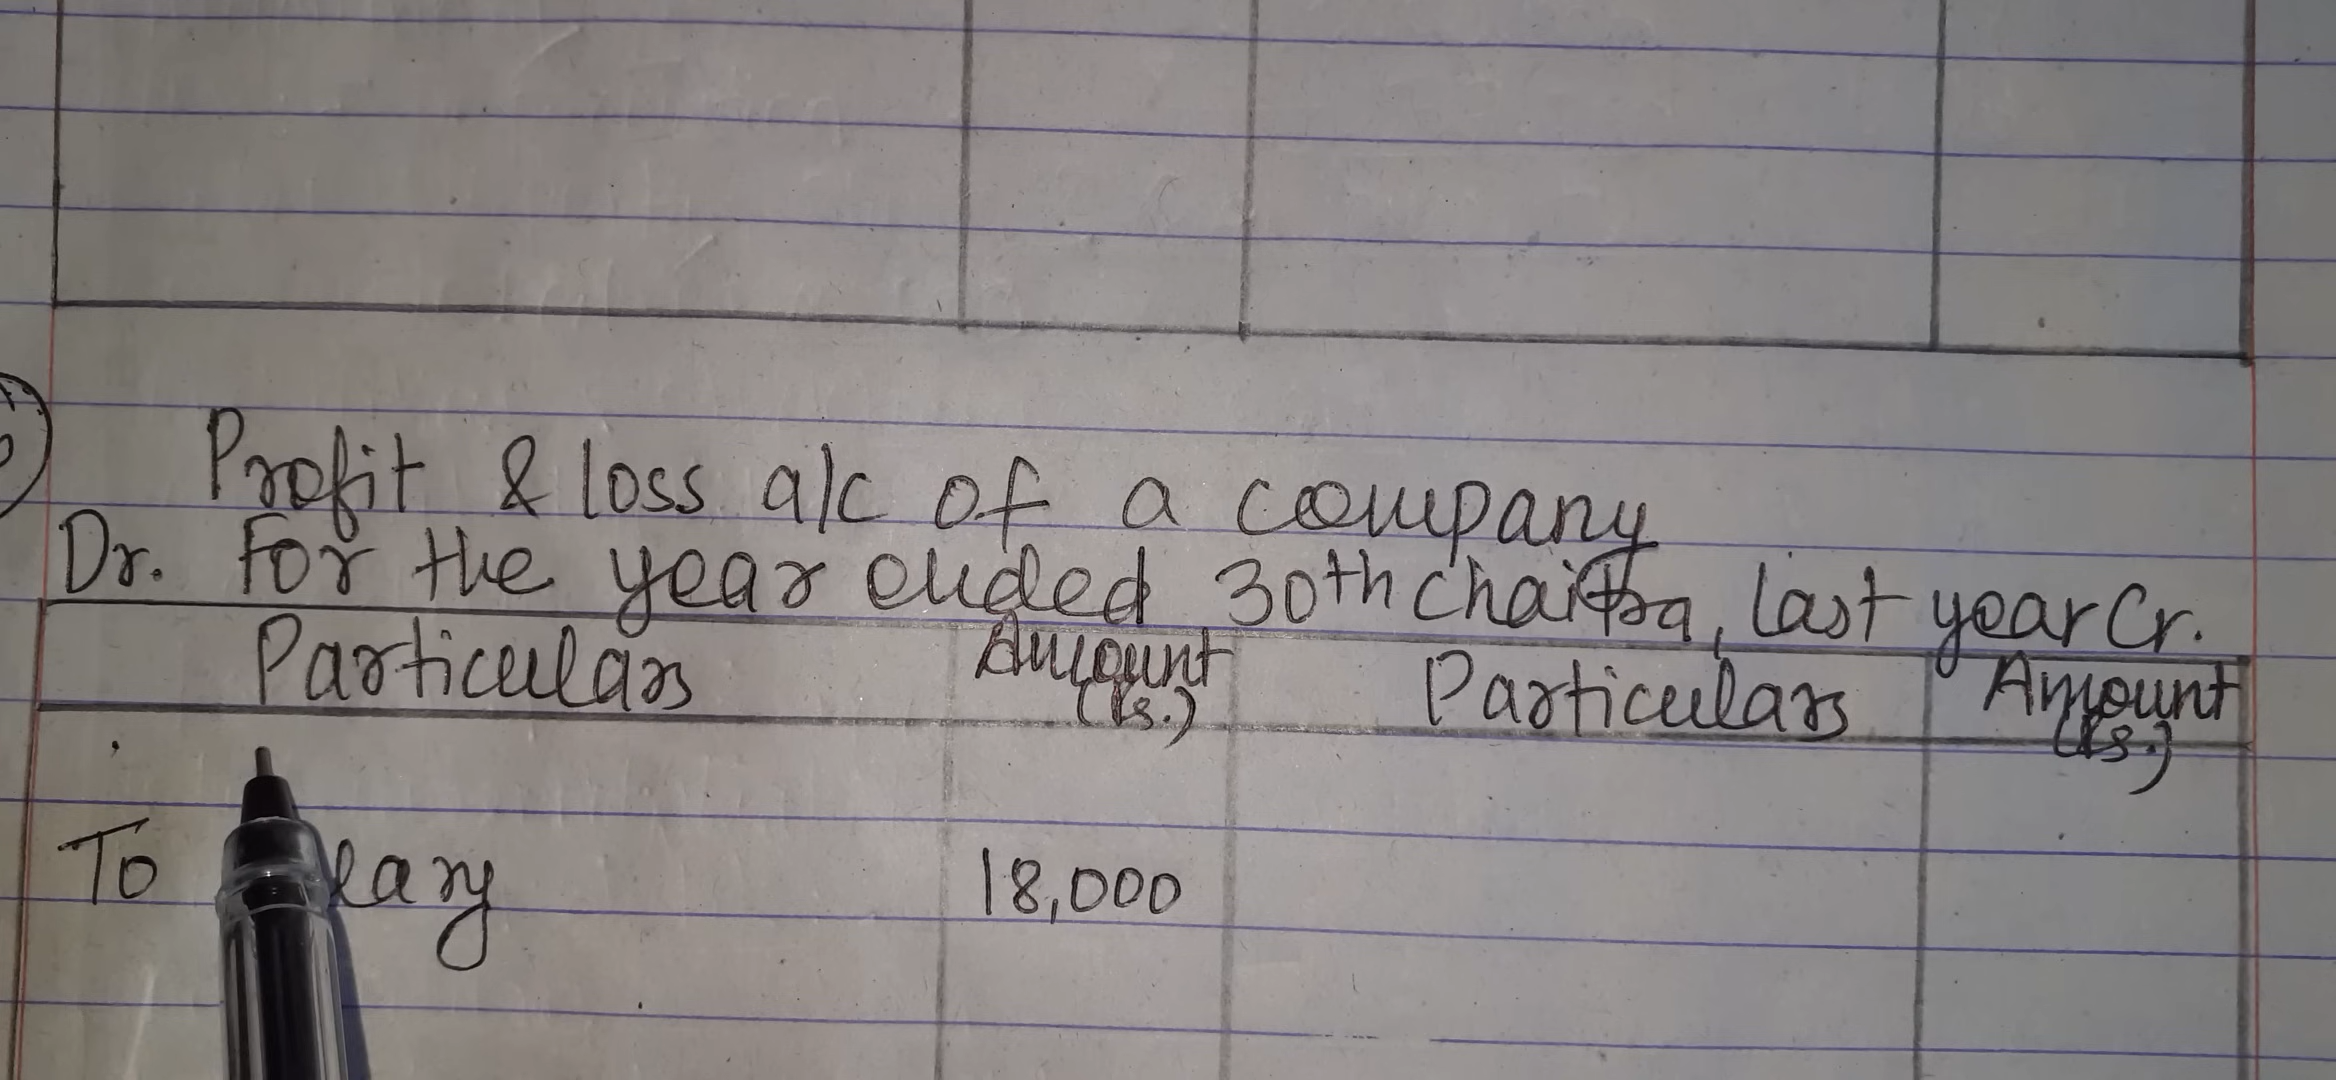 Profit & loss a/c of a company
Dr. For the year ended 30th chaitra, last year Cr.
Particulars Amount (Rs.) Particulars Amount (Rs.)
To 18,000